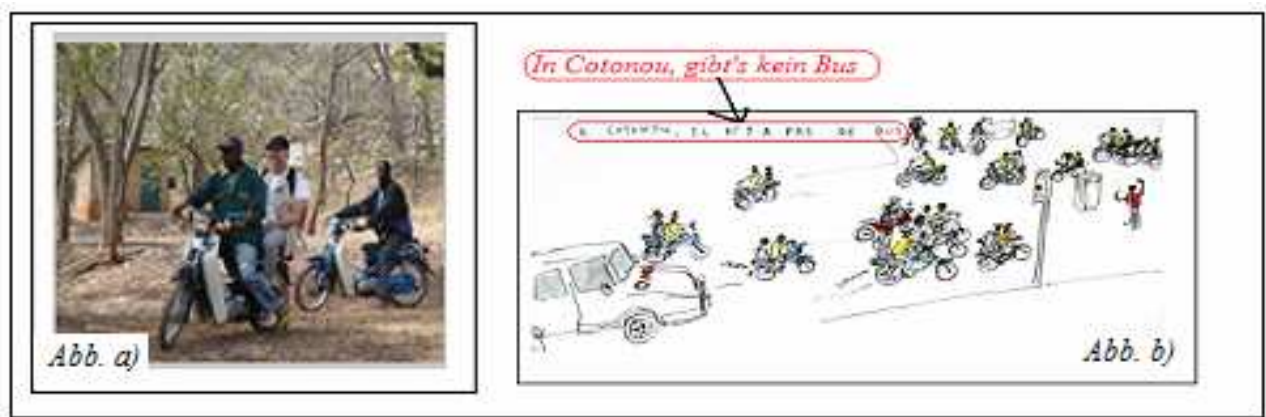 In Cotonou, gibt's kein Bus
A COTONOU, IL N'Y A PAS DE BUS
Abb. a)
Abb. b)